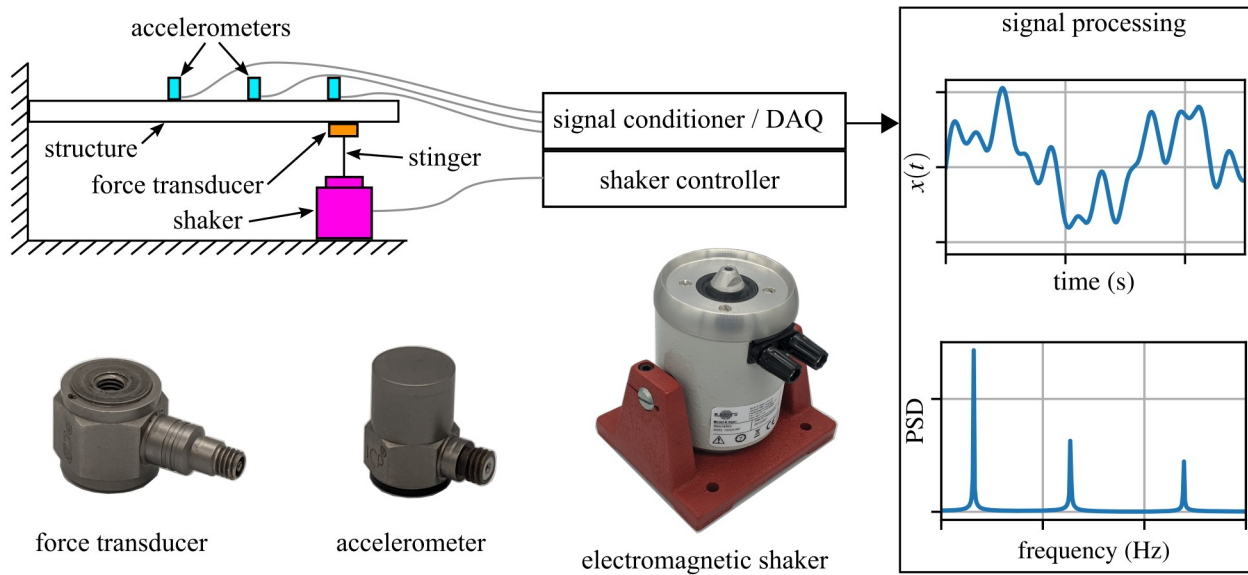 accelerometers
structure
force transducer
stinger
shaker
signal conditioner / DAQ
shaker controller
signal processing
x(t)
time (s)
PSD
frequency (Hz)
ICP®
force transducer
accelerometer
electromagnetic shaker